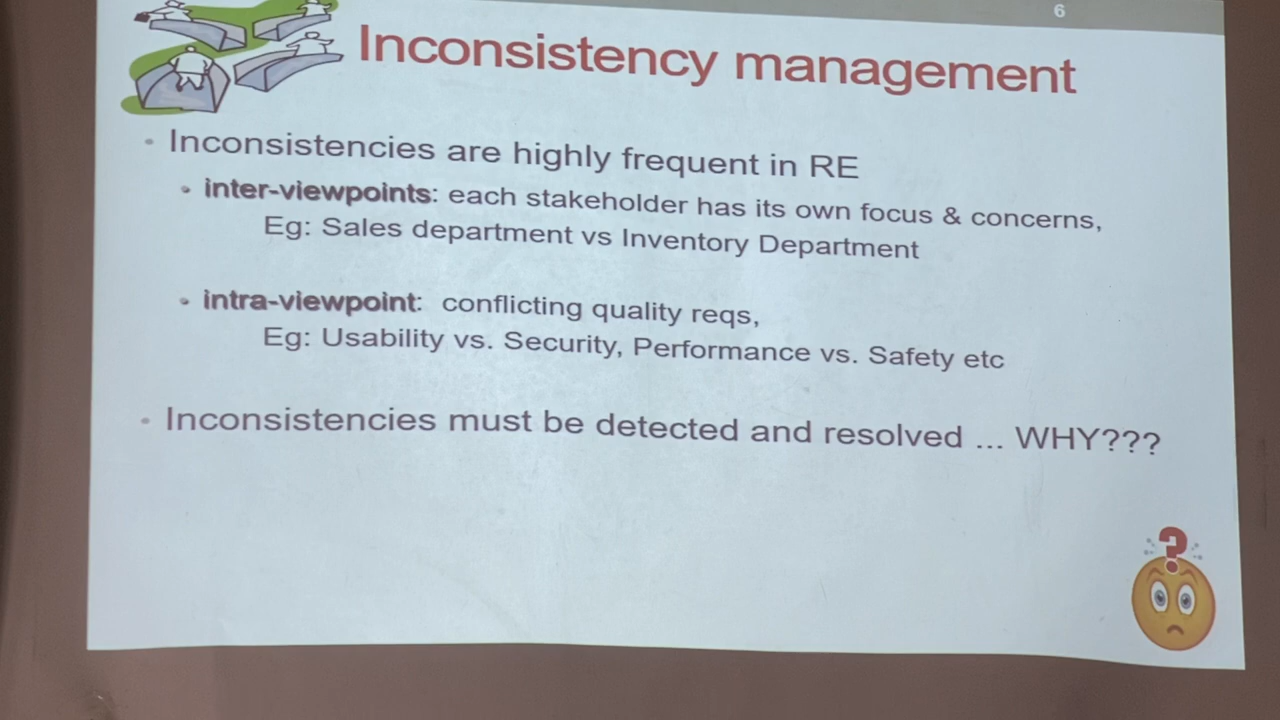 6
Inconsistency management
• Inconsistencies are highly frequent in RE
• inter-viewpoints: each stakeholder has its own focus & concerns,
Eg: Sales department vs Inventory Department
• intra-viewpoint: conflicting quality reqs,
Eg: Usability vs. Security, Performance vs. Safety etc
• Inconsistencies must be detected and resolved ... WHY???
?